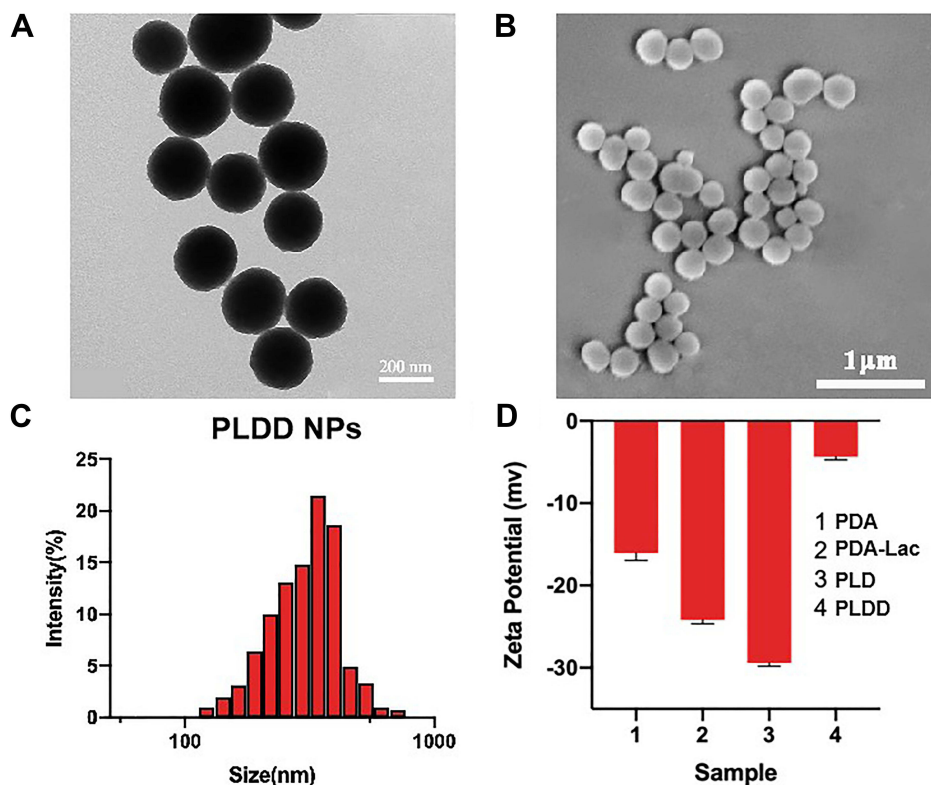 A
200 nm
B
1μm
C
PLDD NPs
Intensity(%)
25
20
15
10
5
0
100
1000
Size(nm)
D
Zeta Potential (mv)
0
-10
-20
-30
1 PDA
2 PDA-Lac
3 PLD
4 PLDD
1
2
3
4
Sample